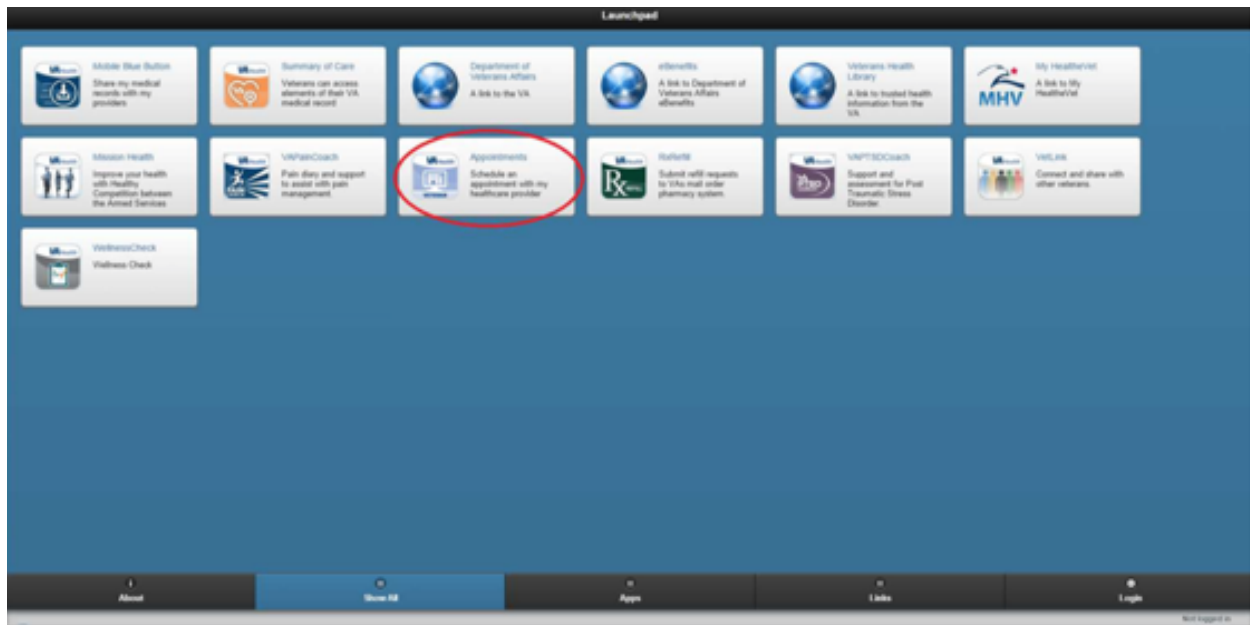 Launchpad
Mobile Blue Button
Share my medical
records with my
providers
Summary of Care
Veterans can access
elements of their VA
medical record
Department of
Veterans Affairs
A link to the VA
eBenefits
A link to Department of
Veterans Affairs
eBenefits
Veterans Health
Library
A link to trusted health
information from the
VA
My HealtheVet
A link to My
HealtheVet
MHV
Mission Health
Improve your health
with Healthy
Competition between
the Armed Services
VAPainCoach
Pain diary and support
to assist with pain
management.
Appointments
Schedule an
appointment with my
healthcare provider
RxRefill
Submit refill requests
to VAs mail order
pharmacy system.
VAPTSDCoach
Support and
assessment for Post
Traumatic Stress
Disorder.
VetLink
Connect and share with
other veterans.
WellnessCheck
Wellness Check
About
Show All
Apps
Links
Login
Not logged in